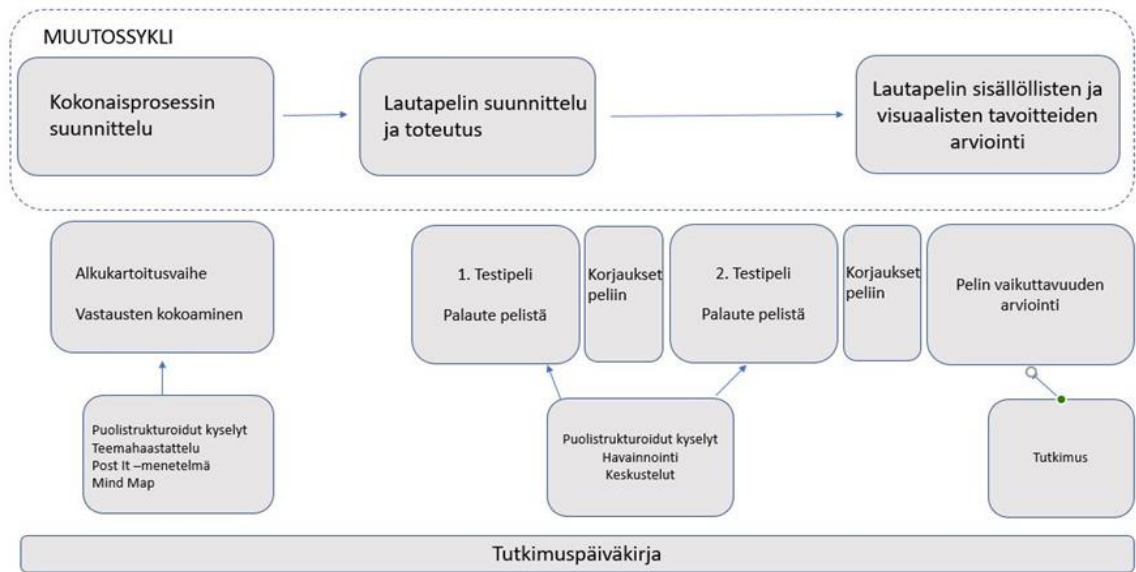 MUUTOSSYKLI
Kokonaisprosessin
suunnittelu
Lautapelin suunnittelu
ja toteutus
Lautapelin sisällöllisten ja
visuaalisten tavoitteiden
arviointi
Alkukartoitusvaihe
Vastausten kokoaminen
1. Testipeli
Palaute pelistä
Korjaukset
peliin
2. Testipeli
Palaute pelistä
Korjaukset
peliin
Pelin vaikuttavuuden
arviointi
Puolistrukturoidut kyselyt
Teemahaastattelu
Post It –menetelmä
Mind Map
Puolistrukturoidut kyselyt
Havainnointi
Keskustelut
Tutkimus
Tutkimuspäiväkirja